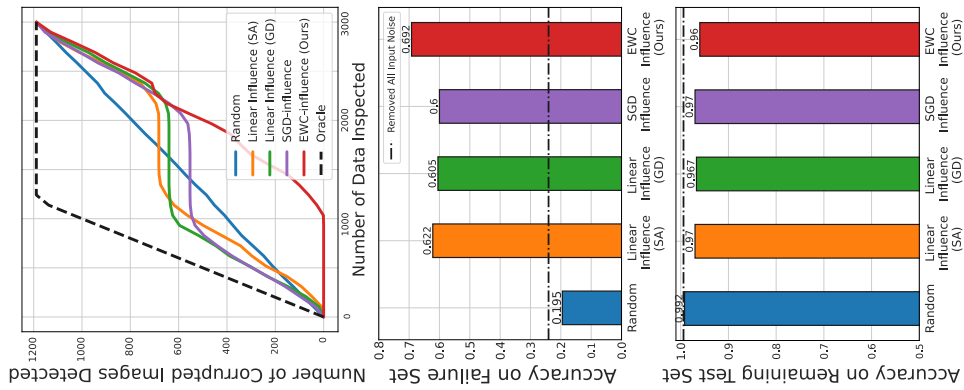 Number of Corrupted Images Detected
1200
1000
800
600
400
200
0
0
1000
2000
3000
Number of Data Inspected
Random
Linear Influence (SA)
Linear Influence (GD)
SGD-influence
EWC-influence (Ours)
Oracle
Accuracy on Failure Set
0.8
0.7
0.6
0.5
0.4
0.3
0.2
0.1
0.0
0.195
0.622
0.605
0.6
0.692
Removed All Input Noise
Random
Linear
Influence
(SA)
Linear
Influence
(GD)
SGD
Influence
EWC
Influence
(Ours)
Accuracy on Remaining Test Set
1.0
0.9
0.8
0.7
0.6
0.5
0.992
0.97
0.967
0.97
0.96
Random
Linear
Influence
(SA)
Linear
Influence
(GD)
SGD
Influence
EWC
Influence
(Ours)